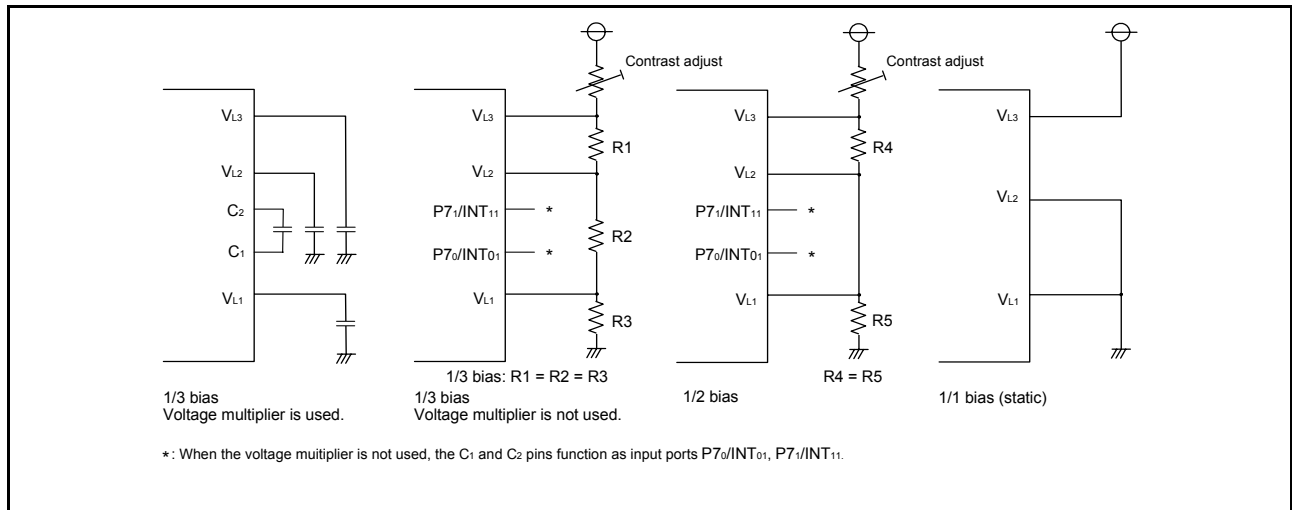 Contrast adjust
VL3
VL2
C2
C1
VL1
1/3 bias
Voltage multiplier is used.
VL3
R1
VL2
P71/INT11 *
R2
P70/INT01 *
VL1
R3
1/3 bias: R1 = R2 = R3
1/3 bias
Voltage multiplier is not used.
Contrast adjust
VL3
R4
VL2
P71/INT11 *
P70/INT01 *
VL1
R5
R4 = R5
1/2 bias
VL3
VL2
VL1
1/1 bias (static)
*: When the voltage multiplier is not used, the C1 and C2 pins function as input ports P70/INT01, P71/INT11.